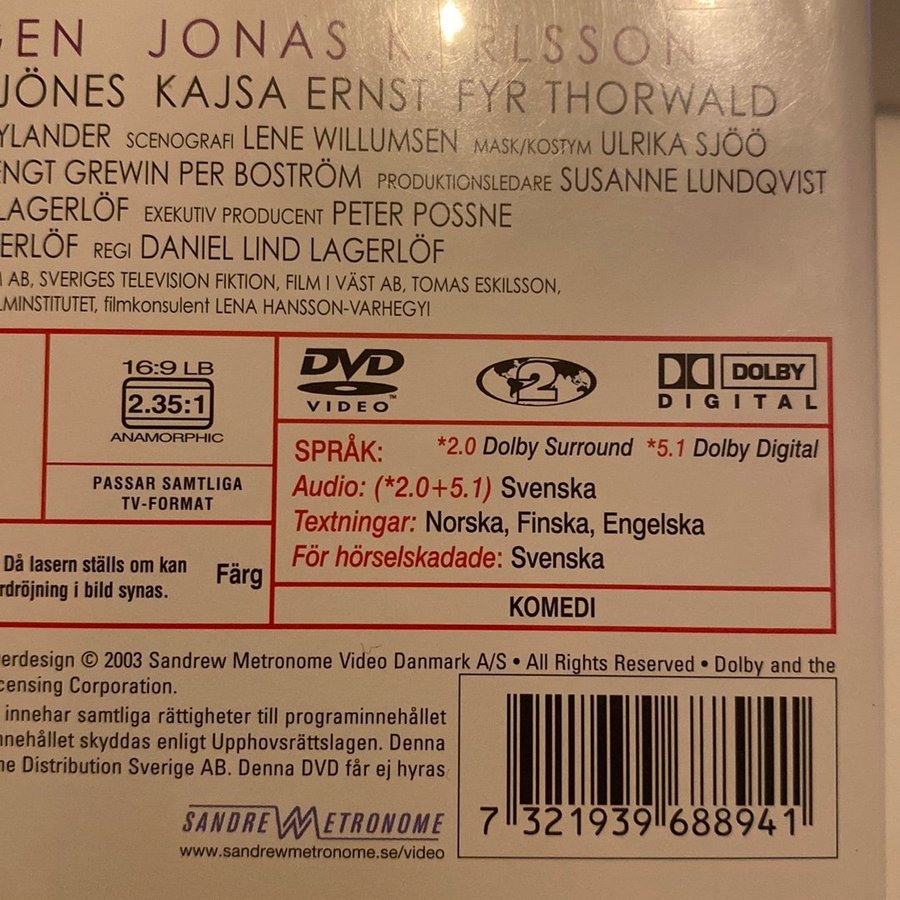 GEN JONAS KARLSSON
JÖNES KAJSA ERNST FYR THORWALD
YLANDER SCENOGRAFI LENE WILLUMSEN MASK/KOSTYM ULRIKA SJÖÖ
ENGT GREWIN PER BOSTRÖM PRODUKTIONSLEDARE SUSANNE LUNDQVIST
LAGERLÖF EXEKUTIV PRODUCENT PETER POSSNE
ERLÖF REGI DANIEL LIND LAGERLÖF
AB, SVERIGES TELEVISION FIKTION, FILM I VÄST AB, TOMAS ESKILSSON,
LMINSTITUTET, filmkonsulent LENA HANSSON-VARHEGYI
16:9 LB
2.35:1
ANAMORPHIC
PASSAR SAMTLIGA
TV-FORMAT
Då lasern ställs om kan
rdröjning i bild synas.
Färg
DVD
VIDEO™
2
DOLBY
DIGITAL
SPRÅK: *2.0 Dolby Surround *5.1 Dolby Digital
Audio: (*2.0+5.1) Svenska
Textningar: Norska, Finska, Engelska
För hörselskadade: Svenska
KOMEDI
erdesign © 2003 Sandrew Metronome Video Danmark A/S • All Rights Reserved • Dolby and the
censing Corporation.
innehar samtliga rättigheter till programinnehållet
nnehållet skyddas enligt Upphovsrättslagen. Denna
ne Distribution Sverige AB. Denna DVD får ej hyras
SANDREW METRONOME
www.sandrewmetronome.se/video
7 321939 688941